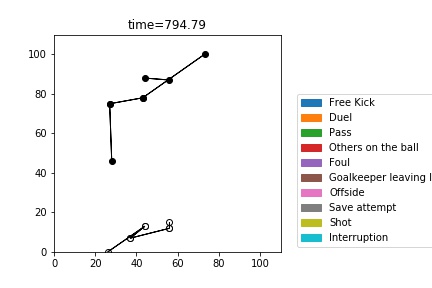 time=794.79
100
80
60
40
20
0
0 20 40 60 80 100
Free Kick
Duel
Pass
Others on the ball
Foul
Goalkeeper leaving l
Offside
Save attempt
Shot
Interruption